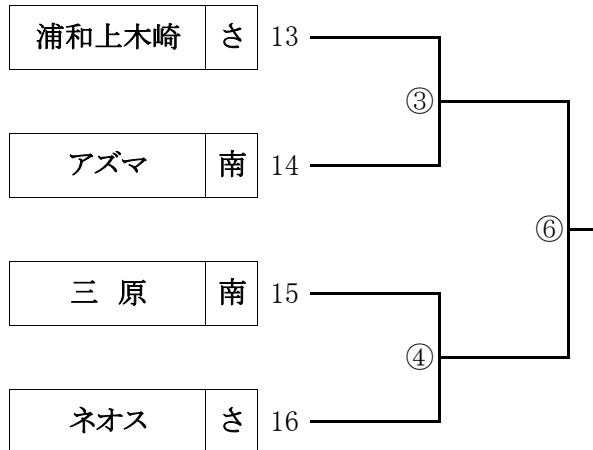 浦和上木崎 さ 13
③
アズマ 南 14
⑥
三 原 南 15
④
ネオス さ 16